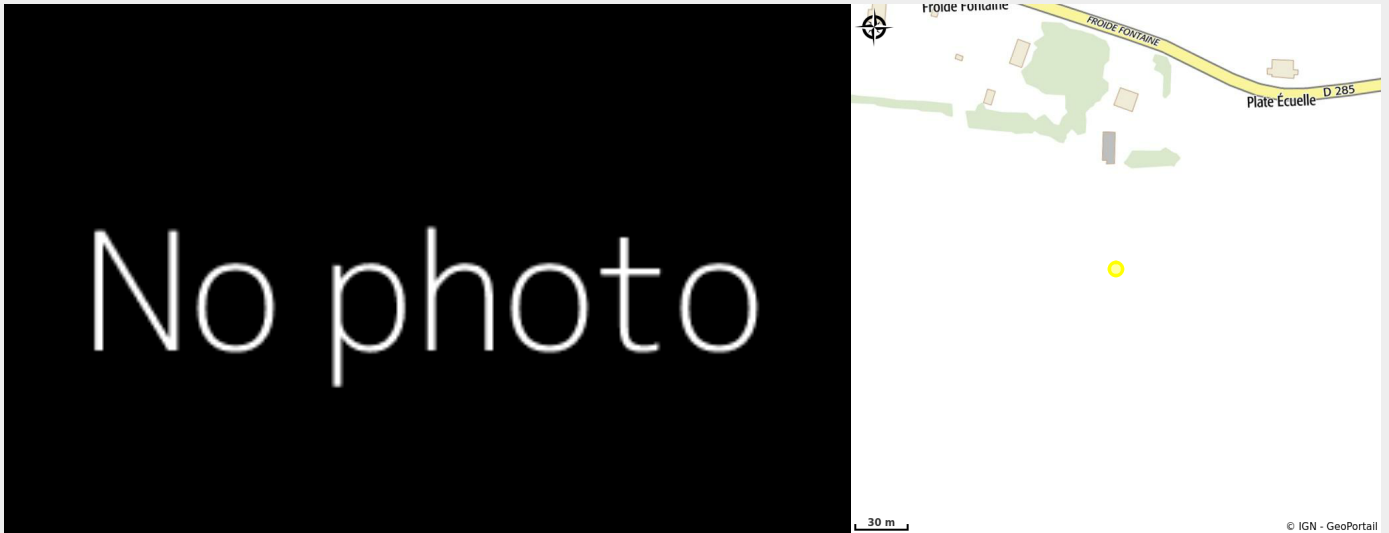 No photo
Froide Fontaine
FROIDE FONTAINE
D 285
Plate Écuelle
30 m
© IGN - GeoPortail